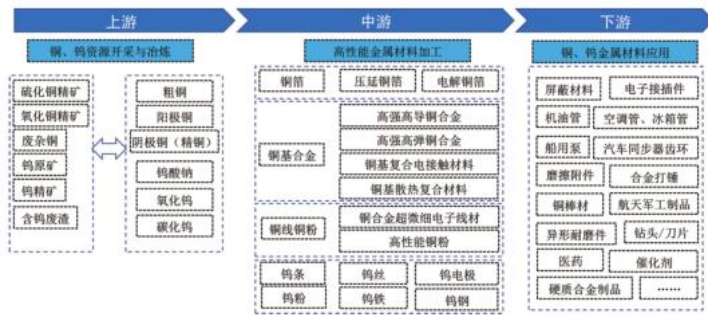 上游
中游
下游
铜、钨资源开采与冶炼
高性能金属材料加工
铜、钨金属材料应用
硫化铜精矿
氧化铜精矿
废杂铜
钨原矿
钨精矿
含钨废渣
粗铜
阳极铜
阴极铜（精铜）
钨酸钠
氧化钨
碳化钨
铜箔
压延铜箔
电解铜箔
铜基合金
高强高导铜合金
高强高弹铜合金
铜基复合电接触材料
铜基散热复合材料
铜线铜粉
铜合金超微细电子线材
高性能铜粉
钨条
钨丝
钨电极
钨粉
钨铁
钨钢
屏蔽材料
电子接插件
机油管
空调管、冰箱管
船用泵
汽车同步器齿环
磨擦附件
合金打锤
铜棒材
航天军工制品
异形耐磨件
钻头/刀片
医药
催化剂
硬质合金制品
……